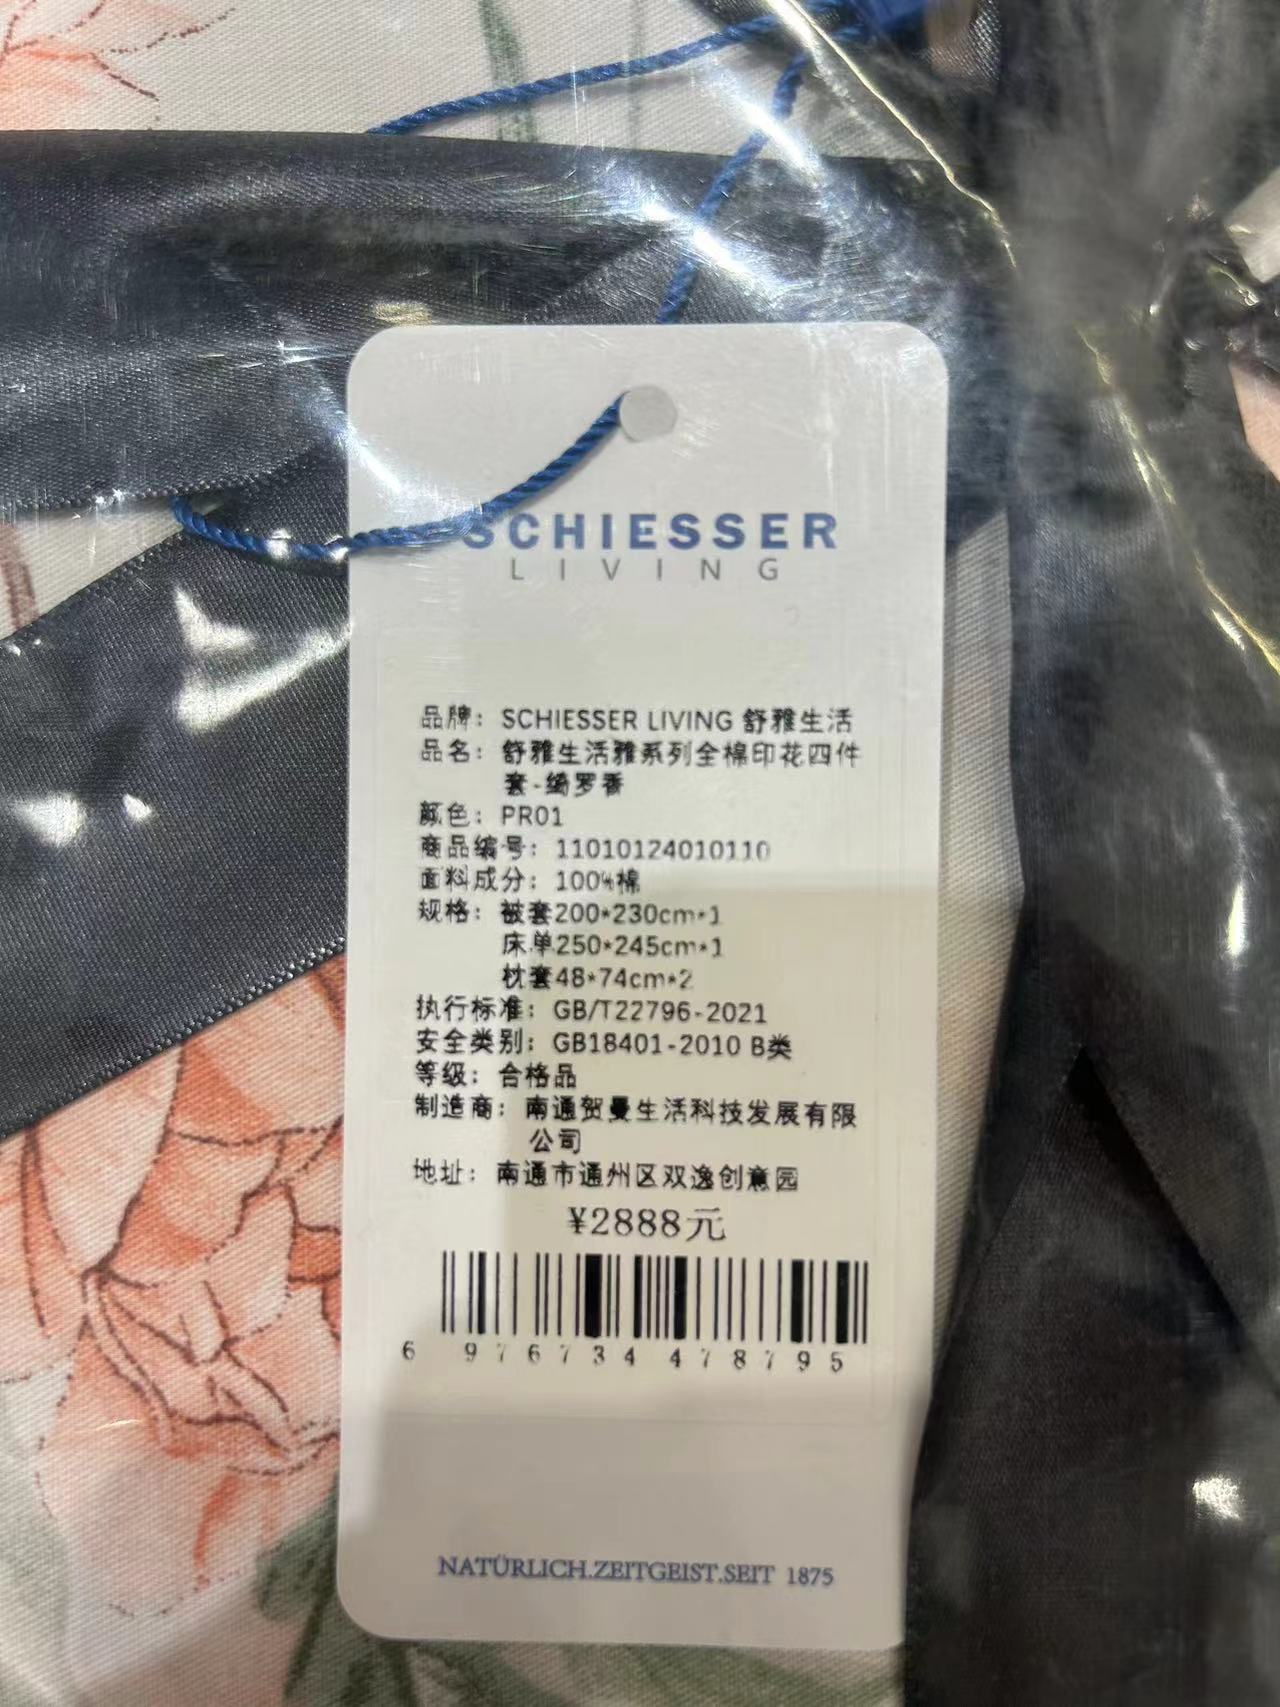 SCHIESSER
LIVING
品牌：SCHIESSER LIVING 舒雅生活
品名：舒雅生活雅系列全棉印花四件
套-绮罗香
颜色：PR01
商品编号：11010124010110
面料成分：100%棉
规格：被套200*230cm*1
床单250*245cm*1
枕套48*74cm*2
执行标准：GB/T22796-2021
安全类别：GB18401-2010 B类
等级：合格品
制造商：南通贺曼生活科技发展有限
公司
地址：南通市通州区双逸创意园
¥2888元
6 976734 478795
NATÜRLICH.ZEITGEIST.SEIT 1875